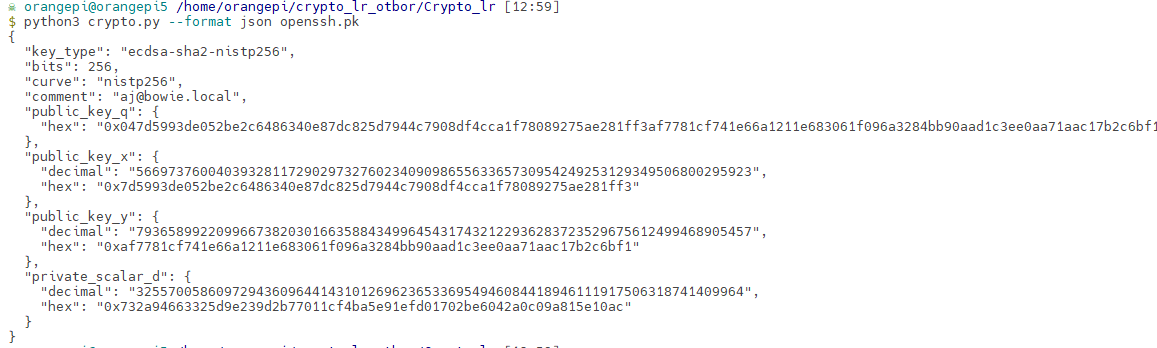 orangepi@orangepi5 /home/orangepi/crypto_lr_otbor/Crypto_lr [12:59]
$ python3 crypto.py --format json openssh.pk
{
  "key_type": "ecdsa-sha2-nistp256",
  "bits": 256,
  "curve": "nistp256",
  "comment": "aj@bowie.local",
  "public_key_q": {
    "hex": "0x047d5993de052be2c6486340e87dc825d7944c7908df4cca1f78089275ae281ff3af7781cf741e66a1211e683061f096a3284bb90aad1c3ee0aa71aac17b2c6bf1
  },
  "public_key_x": {
    "decimal": "56697376004039328117290297327602340909865563365730954249253129349506800295923",
    "hex": "0x7d5993de052be2c6486340e87dc825d7944c7908df4cca1f78089275ae281ff3"
  },
  "public_key_y": {
    "decimal": "79365899220996673820301663588434996454317432122936283723529675612499468905457",
    "hex": "0xaf7781cf741e66a1211e683061f096a3284bb90aad1c3ee0aa71aac17b2c6bf1"
  },
  "private_scalar_d": {
    "decimal": "3255700586097294360964414310126962365336954946084418946111917506318741409964",
    "hex": "0x732a94663325d9e239d2b77011cf4ba5e91efd01702be6042a0c09a815e10ac"
  }
}